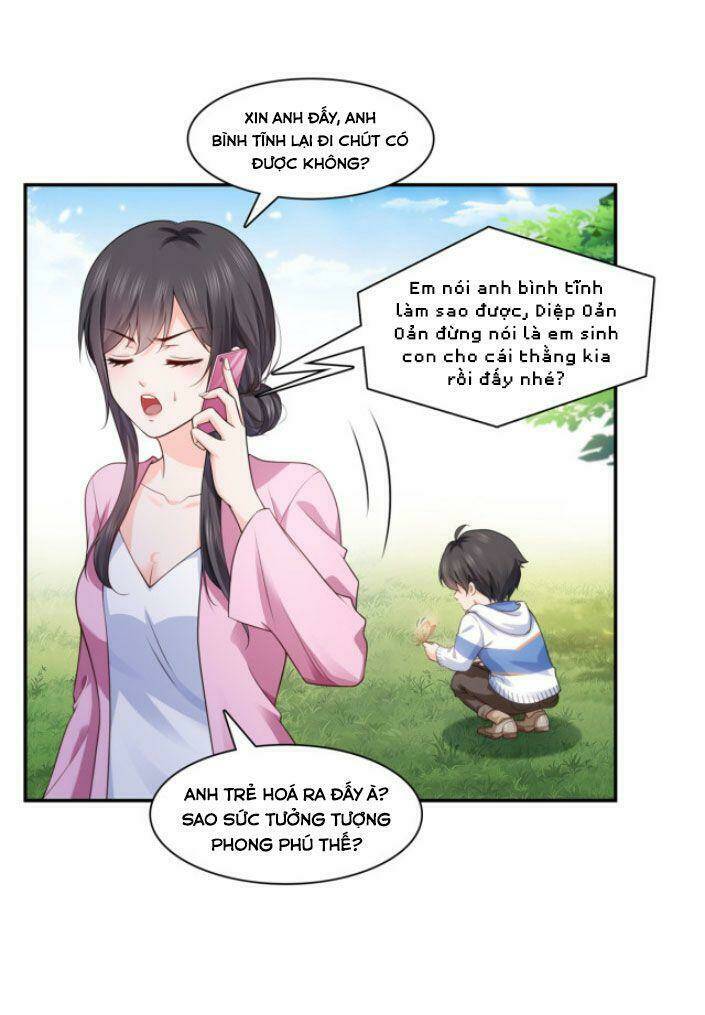 XIN ANH ĐẤY, ANH
BÌNH TĨNH LẠI ĐI CHÚT CÓ
ĐƯỢC KHÔNG?
Em nói anh bình tĩnh
làm sao được, Diệp Oản
Oản đừng nói là em sinh
con cho cái thằng kia
rồi đấy nhé?
ANH TRẺ HOÁ RA ĐẤY À?
SAO SỨC TƯỞNG TƯỢNG
PHONG PHÚ THẾ?